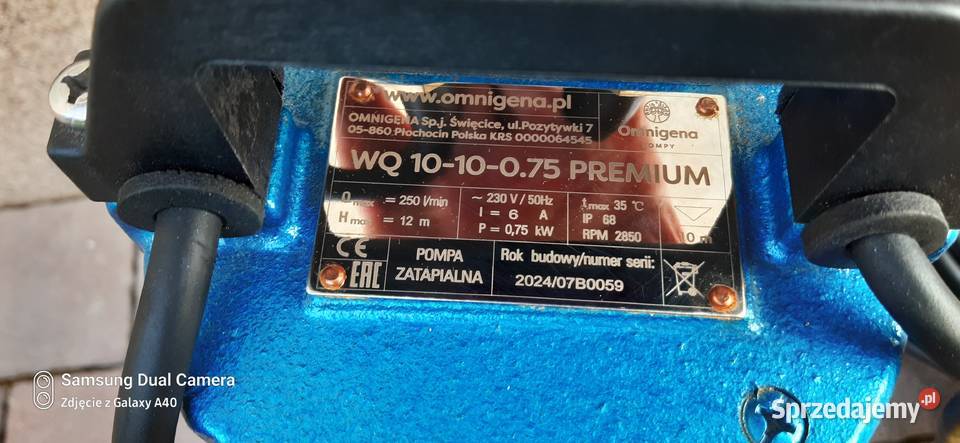 www.omnigena.pl
OMNIGENA Sp.j. Święcice, ul.Pozytywki 7
05-860 Płochocin Polska KRS 0000064545
Omnigena
POMPY
WQ 10-10-0.75 PREMIUM
Qmax = 250 l/min
Hmax = 12 m
~ 230 V / 50Hz
I = 6 A
P = 0,75 kW
tmax 35 °C
IP 68
RPM 2850
10 m
CE
EAC
POMPA
ZATAPIALNA
Rok budowy/numer serii:
2024/07B0059
Samsung Dual Camera
Zdjęcie z Galaxy A40
Sprzedajemy.pl